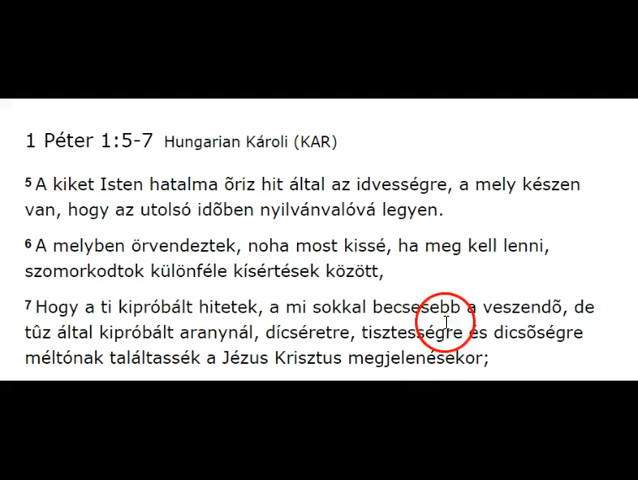 1 Péter 1:5-7 Hungarian Károli (KAR)
5 A kiket Isten hatalma õriz hit által az idvességre, a mely készen
van, hogy az utolsó idõben nyilvánvalóvá legyen.
6 A melyben örvendeztek, noha most kissé, ha meg kell lenni,
szomorkodtok különféle kísértések között,
7 Hogy a ti kipróbált hitetek, a mi sokkal becsesebb a veszendõ, de
tûz által kipróbált aranynál, dícséretre, tisztességre és dicsõségre
méltónak találtassék a Jézus Krisztus megjelenésekor;